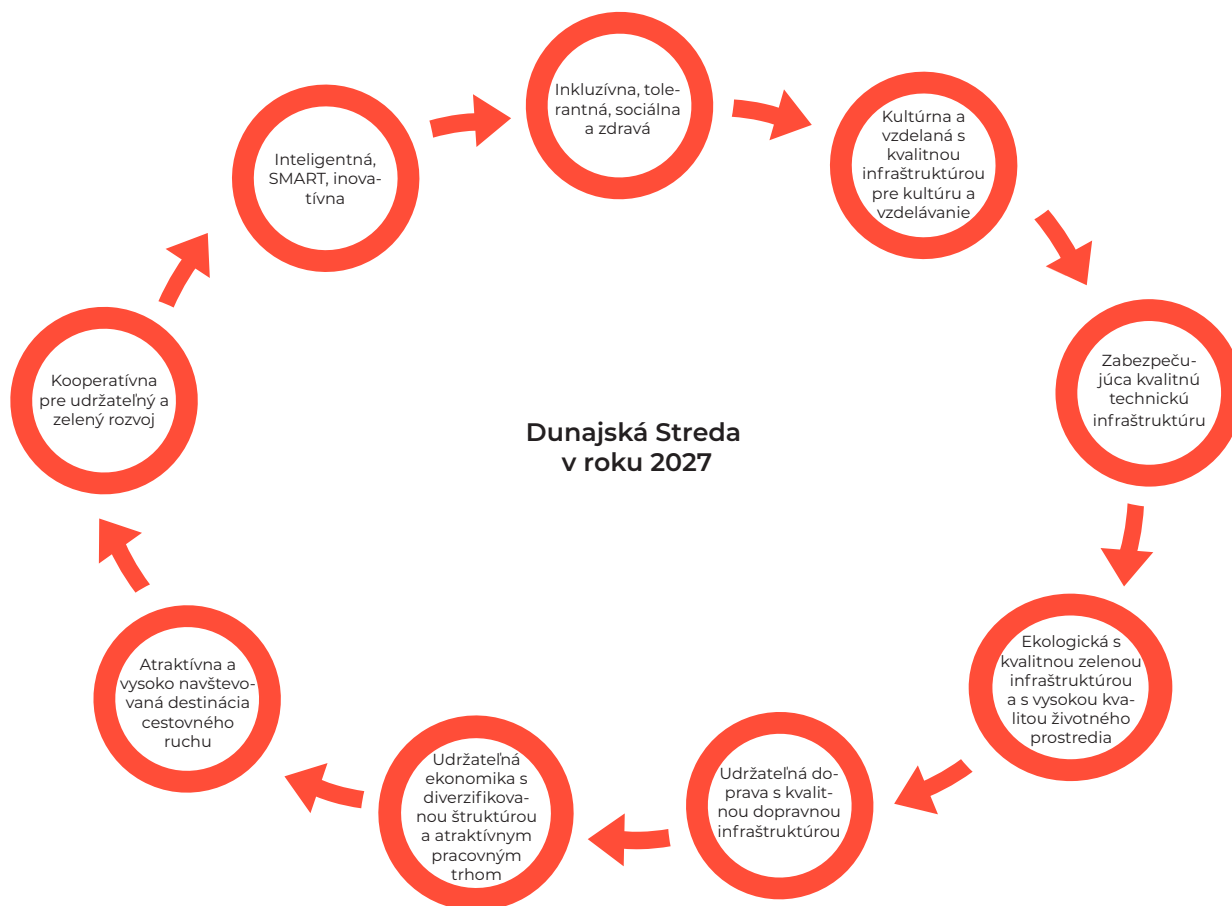 Inkluzívna, tole-
rantná, sociálna
a zdravá
Kultúrna a
vzdelaná s
kvalitnou
infraštruktúrou
pre kultúru a
vzdelávanie
Zabezpeču-
júca kvalitnú
technickú
infraštruktúru
Ekologická s
kvalitnou zelenou
infraštruktúrou
a s vysokou kva-
litou životného
prostredia
Udržateľná do-
prava s kvalit-
nou dopravnou
infraštruktúrou
Udržateľná
ekonomika s
diverzifikova-
nou štruktúrou
a atraktívnym
pracovným
trhom
Atraktívna a
vysoko navštevo-
vaná destinácia
cestovného
ruchu
Kooperatívna
pre udržateľný a
zelený rozvoj
Inteligentná,
SMART, inova-
tívna
Dunajská Streda
v roku 2027